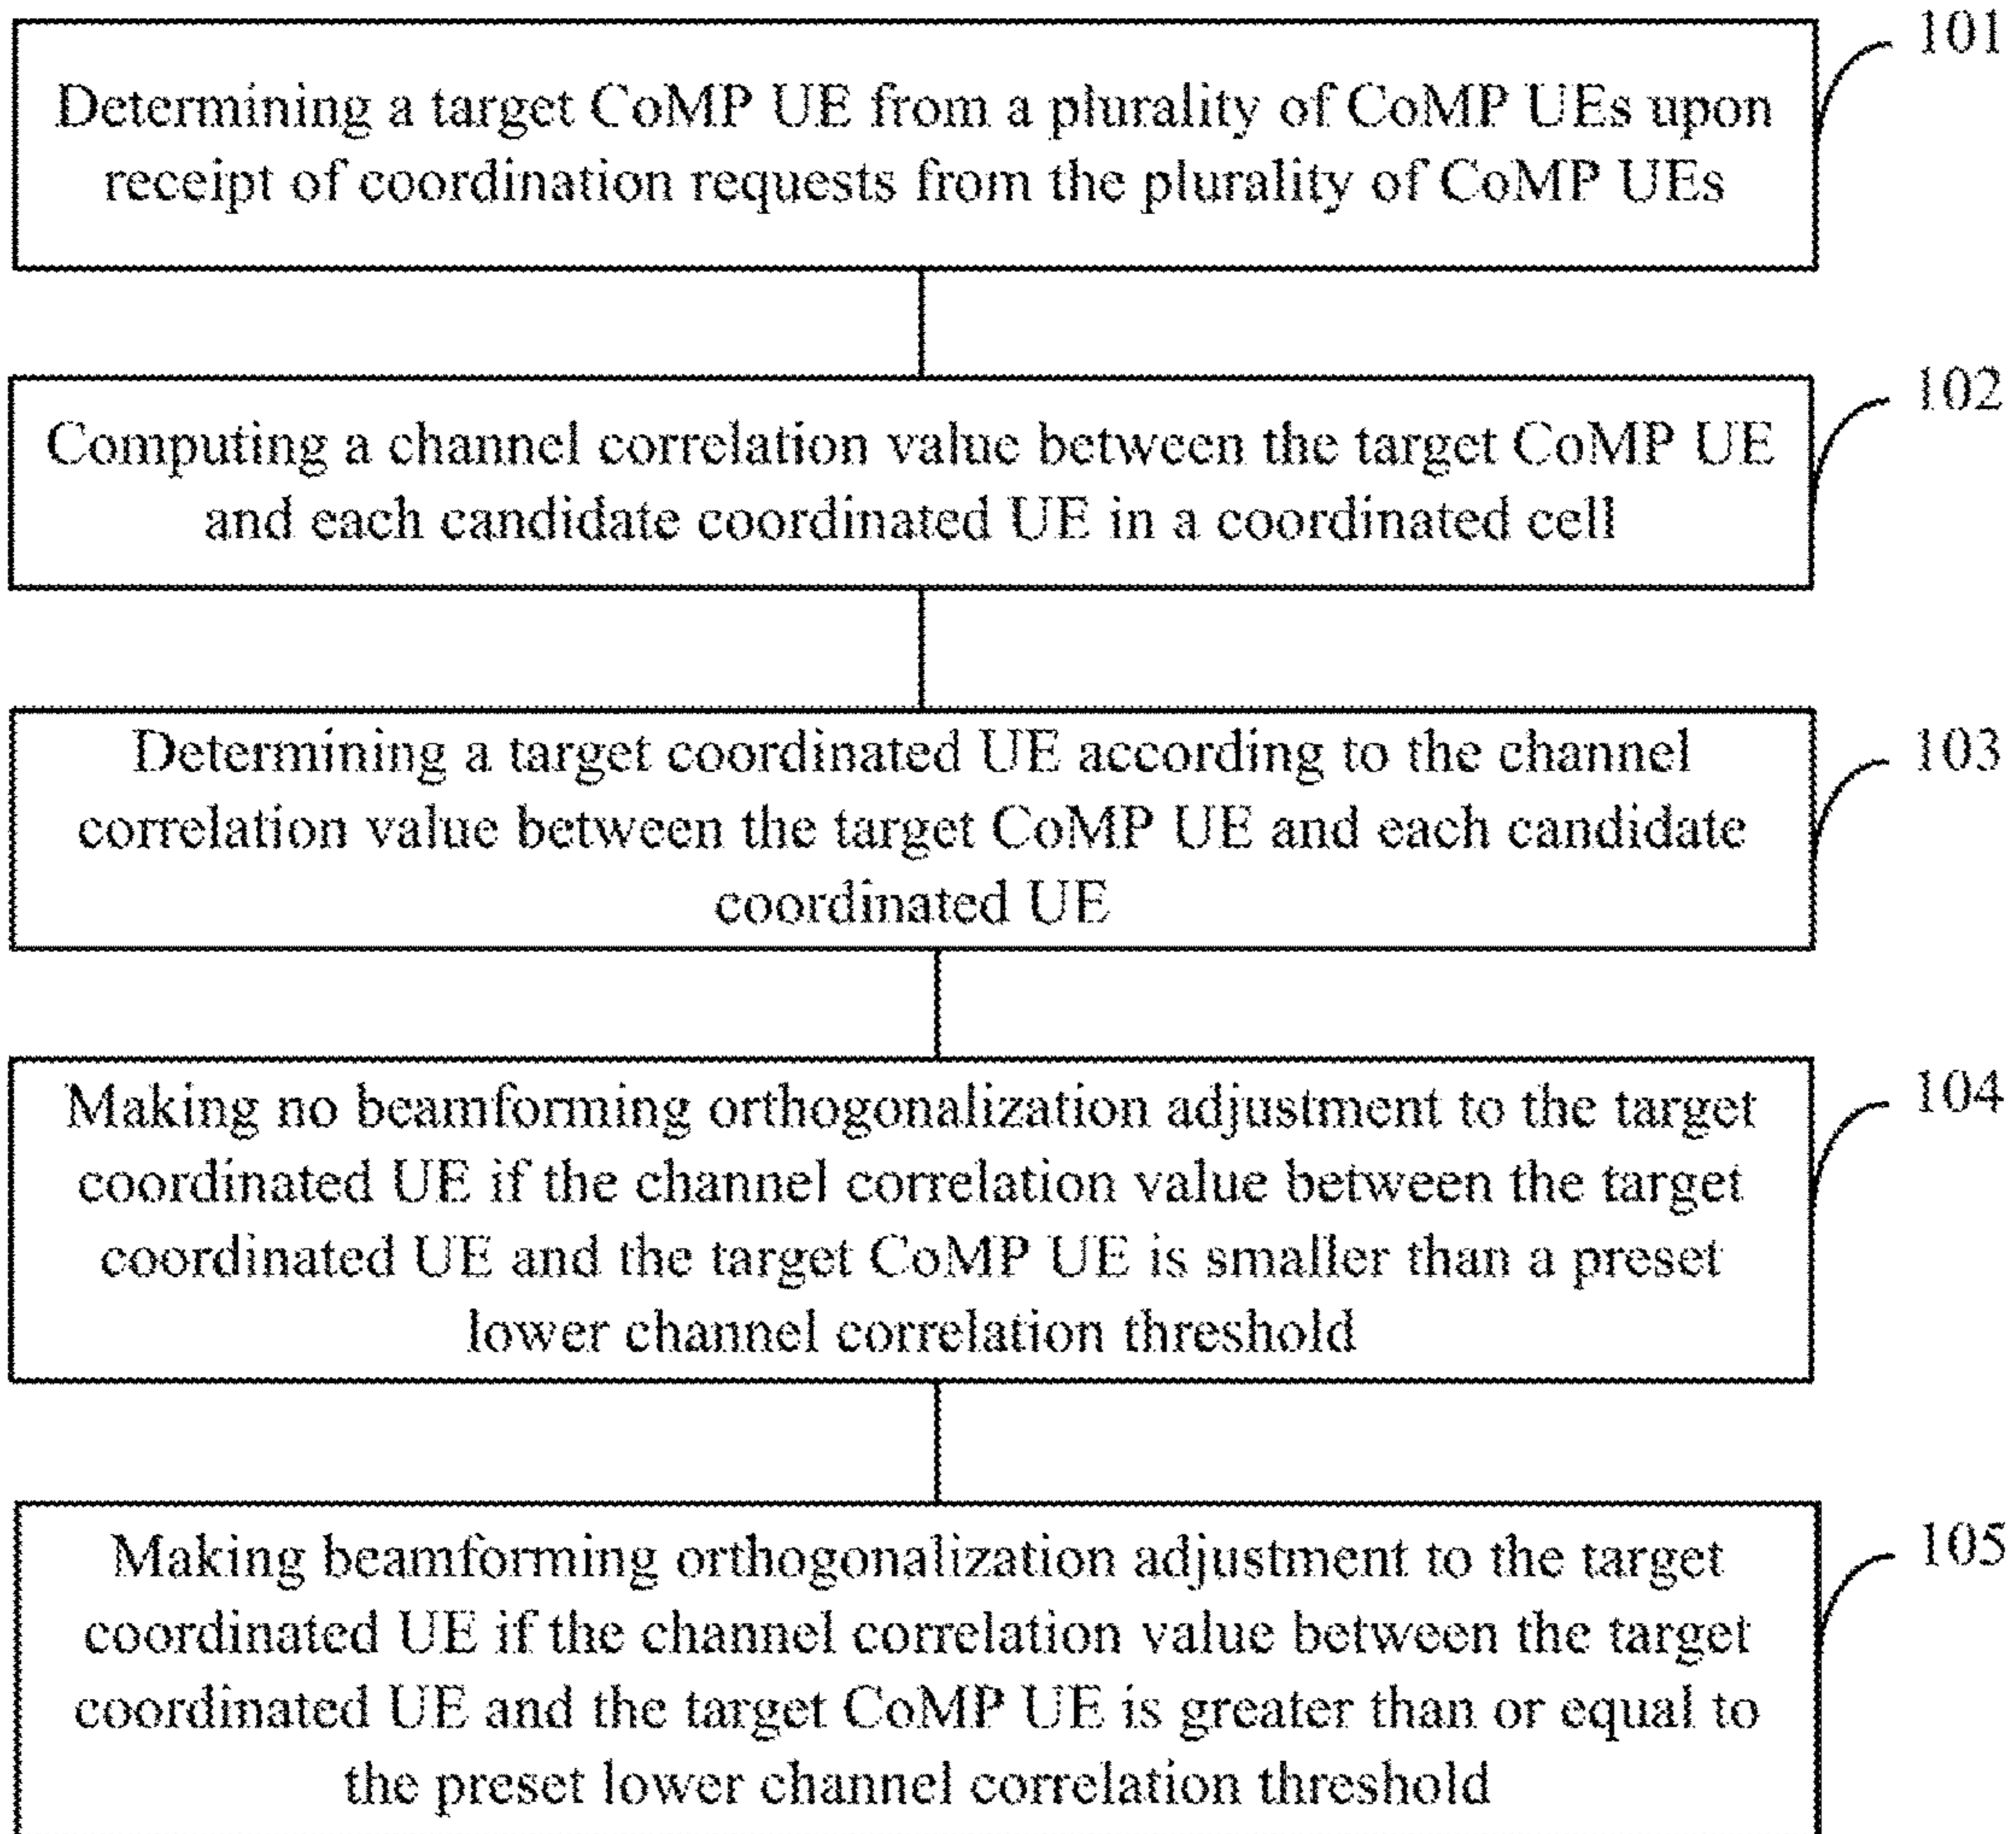 101
Determining a target CoMP UE from a plurality of CoMP UEs upon
receipt of coordination requests from the plurality of CoMP UEs
102
Computing a channel correlation value between the target CoMP UE
and each candidate coordinated UE in a coordinated cell
103
Determining a target coordinated UE according to the channel
correlation value between the target CoMP UE and each candidate
coordinated UE
104
Making no beamforming orthogonalization adjustment to the target
coordinated UE if the channel correlation value between the target
coordinated UE and the target CoMP UE is smaller than a preset
lower channel correlation threshold
105
Making beamforming orthogonalization adjustment to the target
coordinated UE if the channel correlation value between the target
coordinated UE and the target CoMP UE is greater than or equal to
the preset lower channel correlation threshold